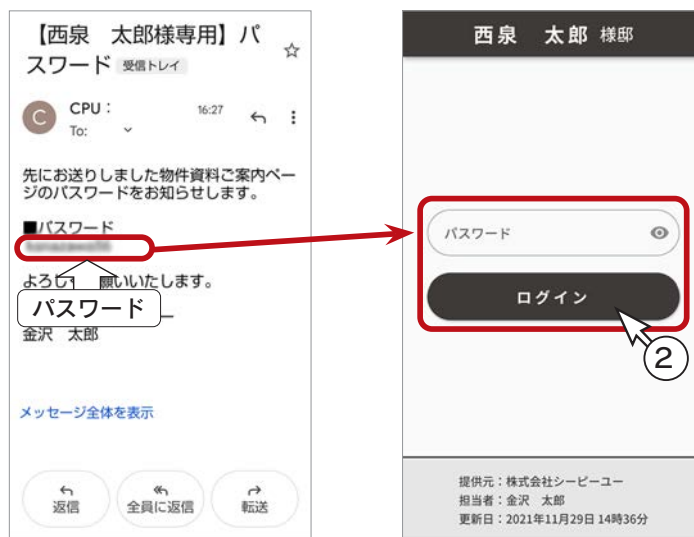 【西泉　太郎様専用】パ
スワード 受信トレイ
C
CPU：
16:27
To:
先にお送りしました物件資料ご案内ペー
ジのパスワードをお知らせします。
■パスワード
よろし 願いいたします。
パスワード
金沢　太郎
メッセージ全体を表示
返信
全員に返信
転送
西泉　太郎 様邸
パスワード
ログイン
②
提供元：株式会社シーピーユー
担当者：金沢　太郎
更新日：2021年11月29日 14時36分